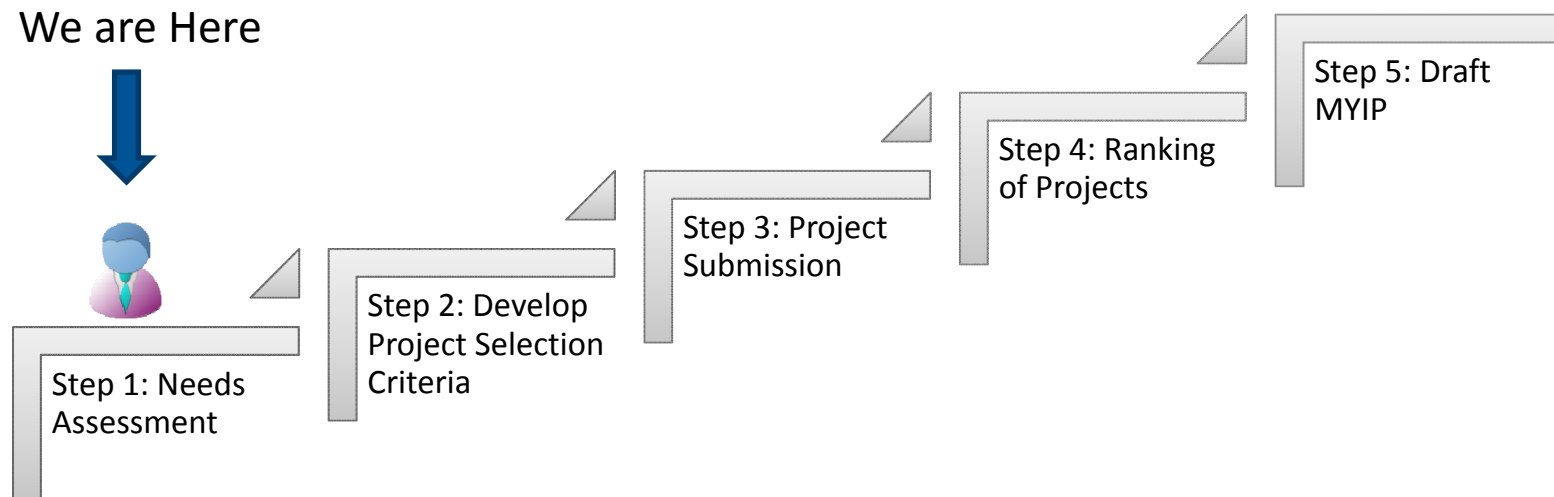 We are Here
Step 1: Needs
Assessment
Step 2: Develop
Project Selection
Criteria
Step 3: Project
Submission
Step 4: Ranking
of Projects
Step 5: Draft
MYIP